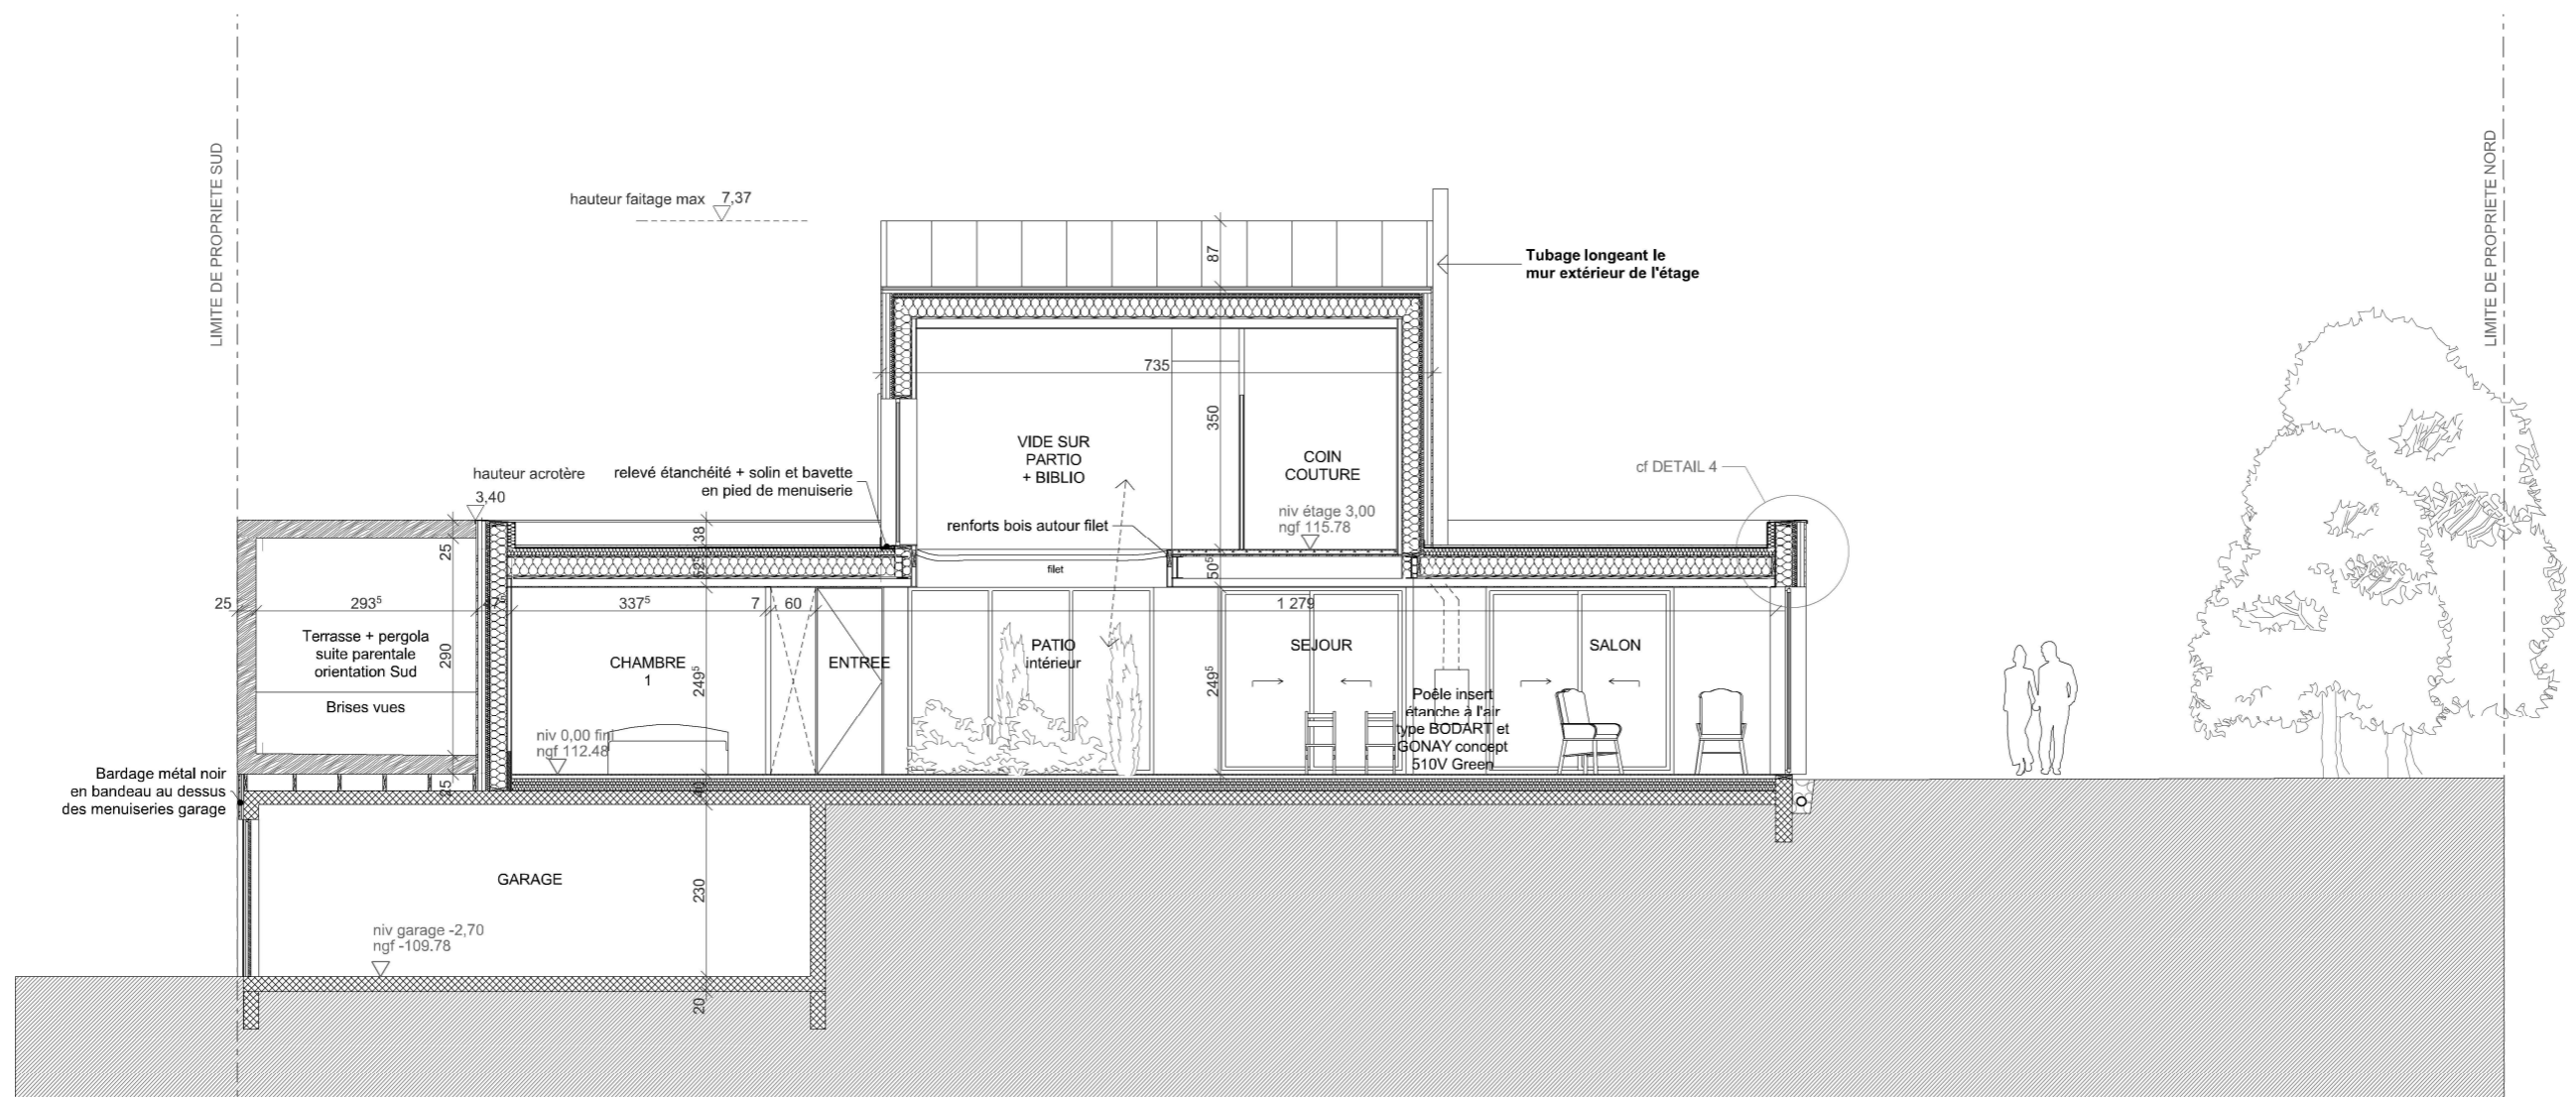 LIMITE DE PROPRIETE SUD
LIMITE DE PROPRIETE NORD
hauteur faitage max 7,37
87
Tubage longeant le
mur extérieur de l'étage
735
350
VIDE SUR
PARTIO
+ BIBLIO
COIN
COUTURE
hauteur acrotère
3,40
relevé étanchéité + solin et bavette
en pied de menuiserie
cf DETAIL 4
renforts bois autour filet
niv étage 3,00
ngf 115.78
38
25
filet
50⁵
25
293⁵
337⁵
7
60
1 279
Terrasse + pergola
suite parentale
orientation Sud
290
CHAMBRE
1
249⁵
ENTREE
PATIO
intérieur
249⁵
SEJOUR
SALON
Brises vues
Poêle insert
étanche à l'air
type BODART et
GONAY concept
510V Green
niv 0,00 fini
ngf 112.48
Bardage métal noir
en bandeau au dessus
des menuiseries garage
25
GARAGE
230
niv garage -2,70
ngf -109.78
20